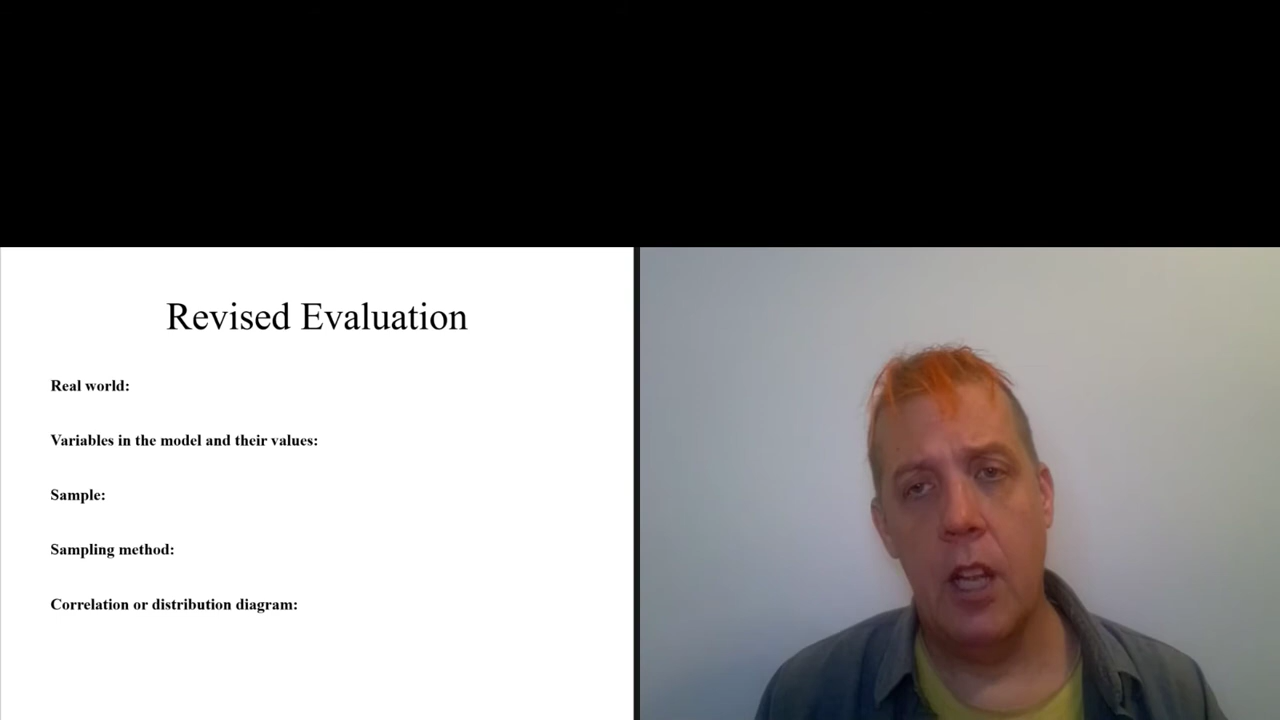 Revised Evaluation
Real world:
Variables in the model and their values:
Sample:
Sampling method:
Correlation or distribution diagram: